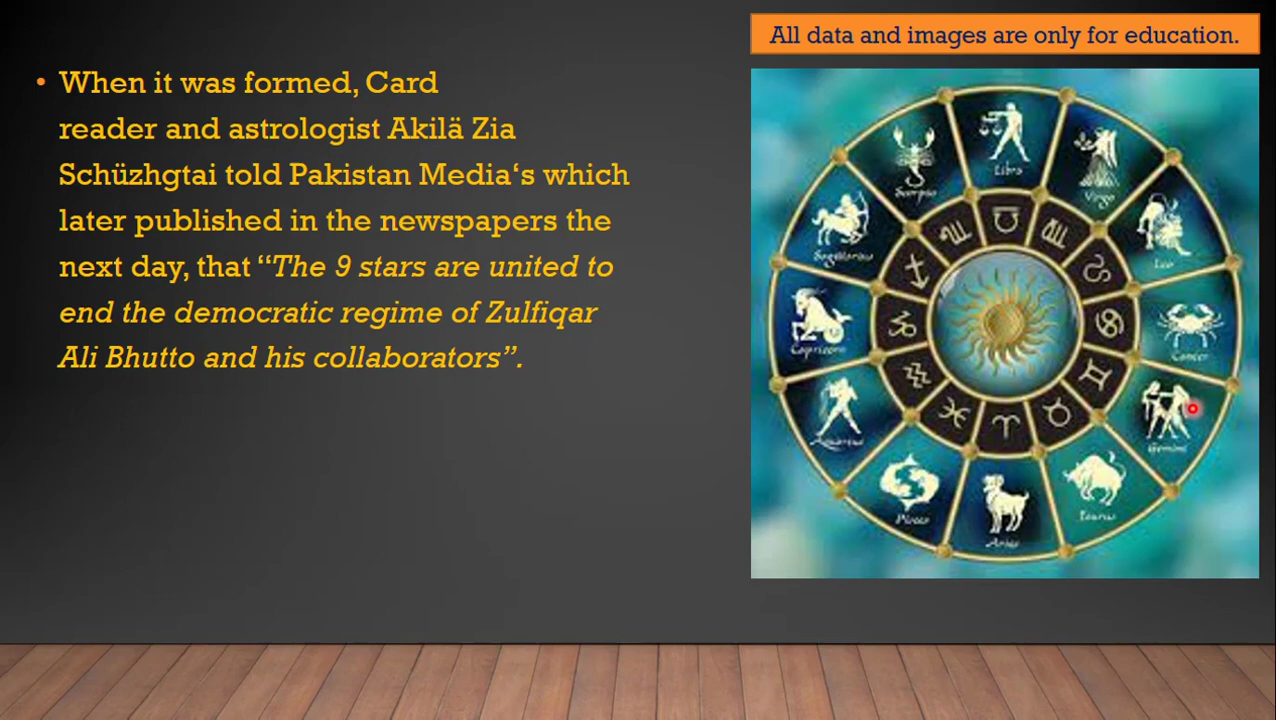 All data and images are only for education.
• When it was formed, Card
reader and astrologist Akilä Zia
Schüzhgtai told Pakistan Media‘s which
later published in the newspapers the
next day, that “The 9 stars are united to
end the democratic regime of Zulfiqar
Ali Bhutto and his collaborators”.
Libra
Scorpio
Virgo
Sagittarius
Leo
Capricorn
Cancer
Aquarius
Gemini
Pisces
Taurus
Aries